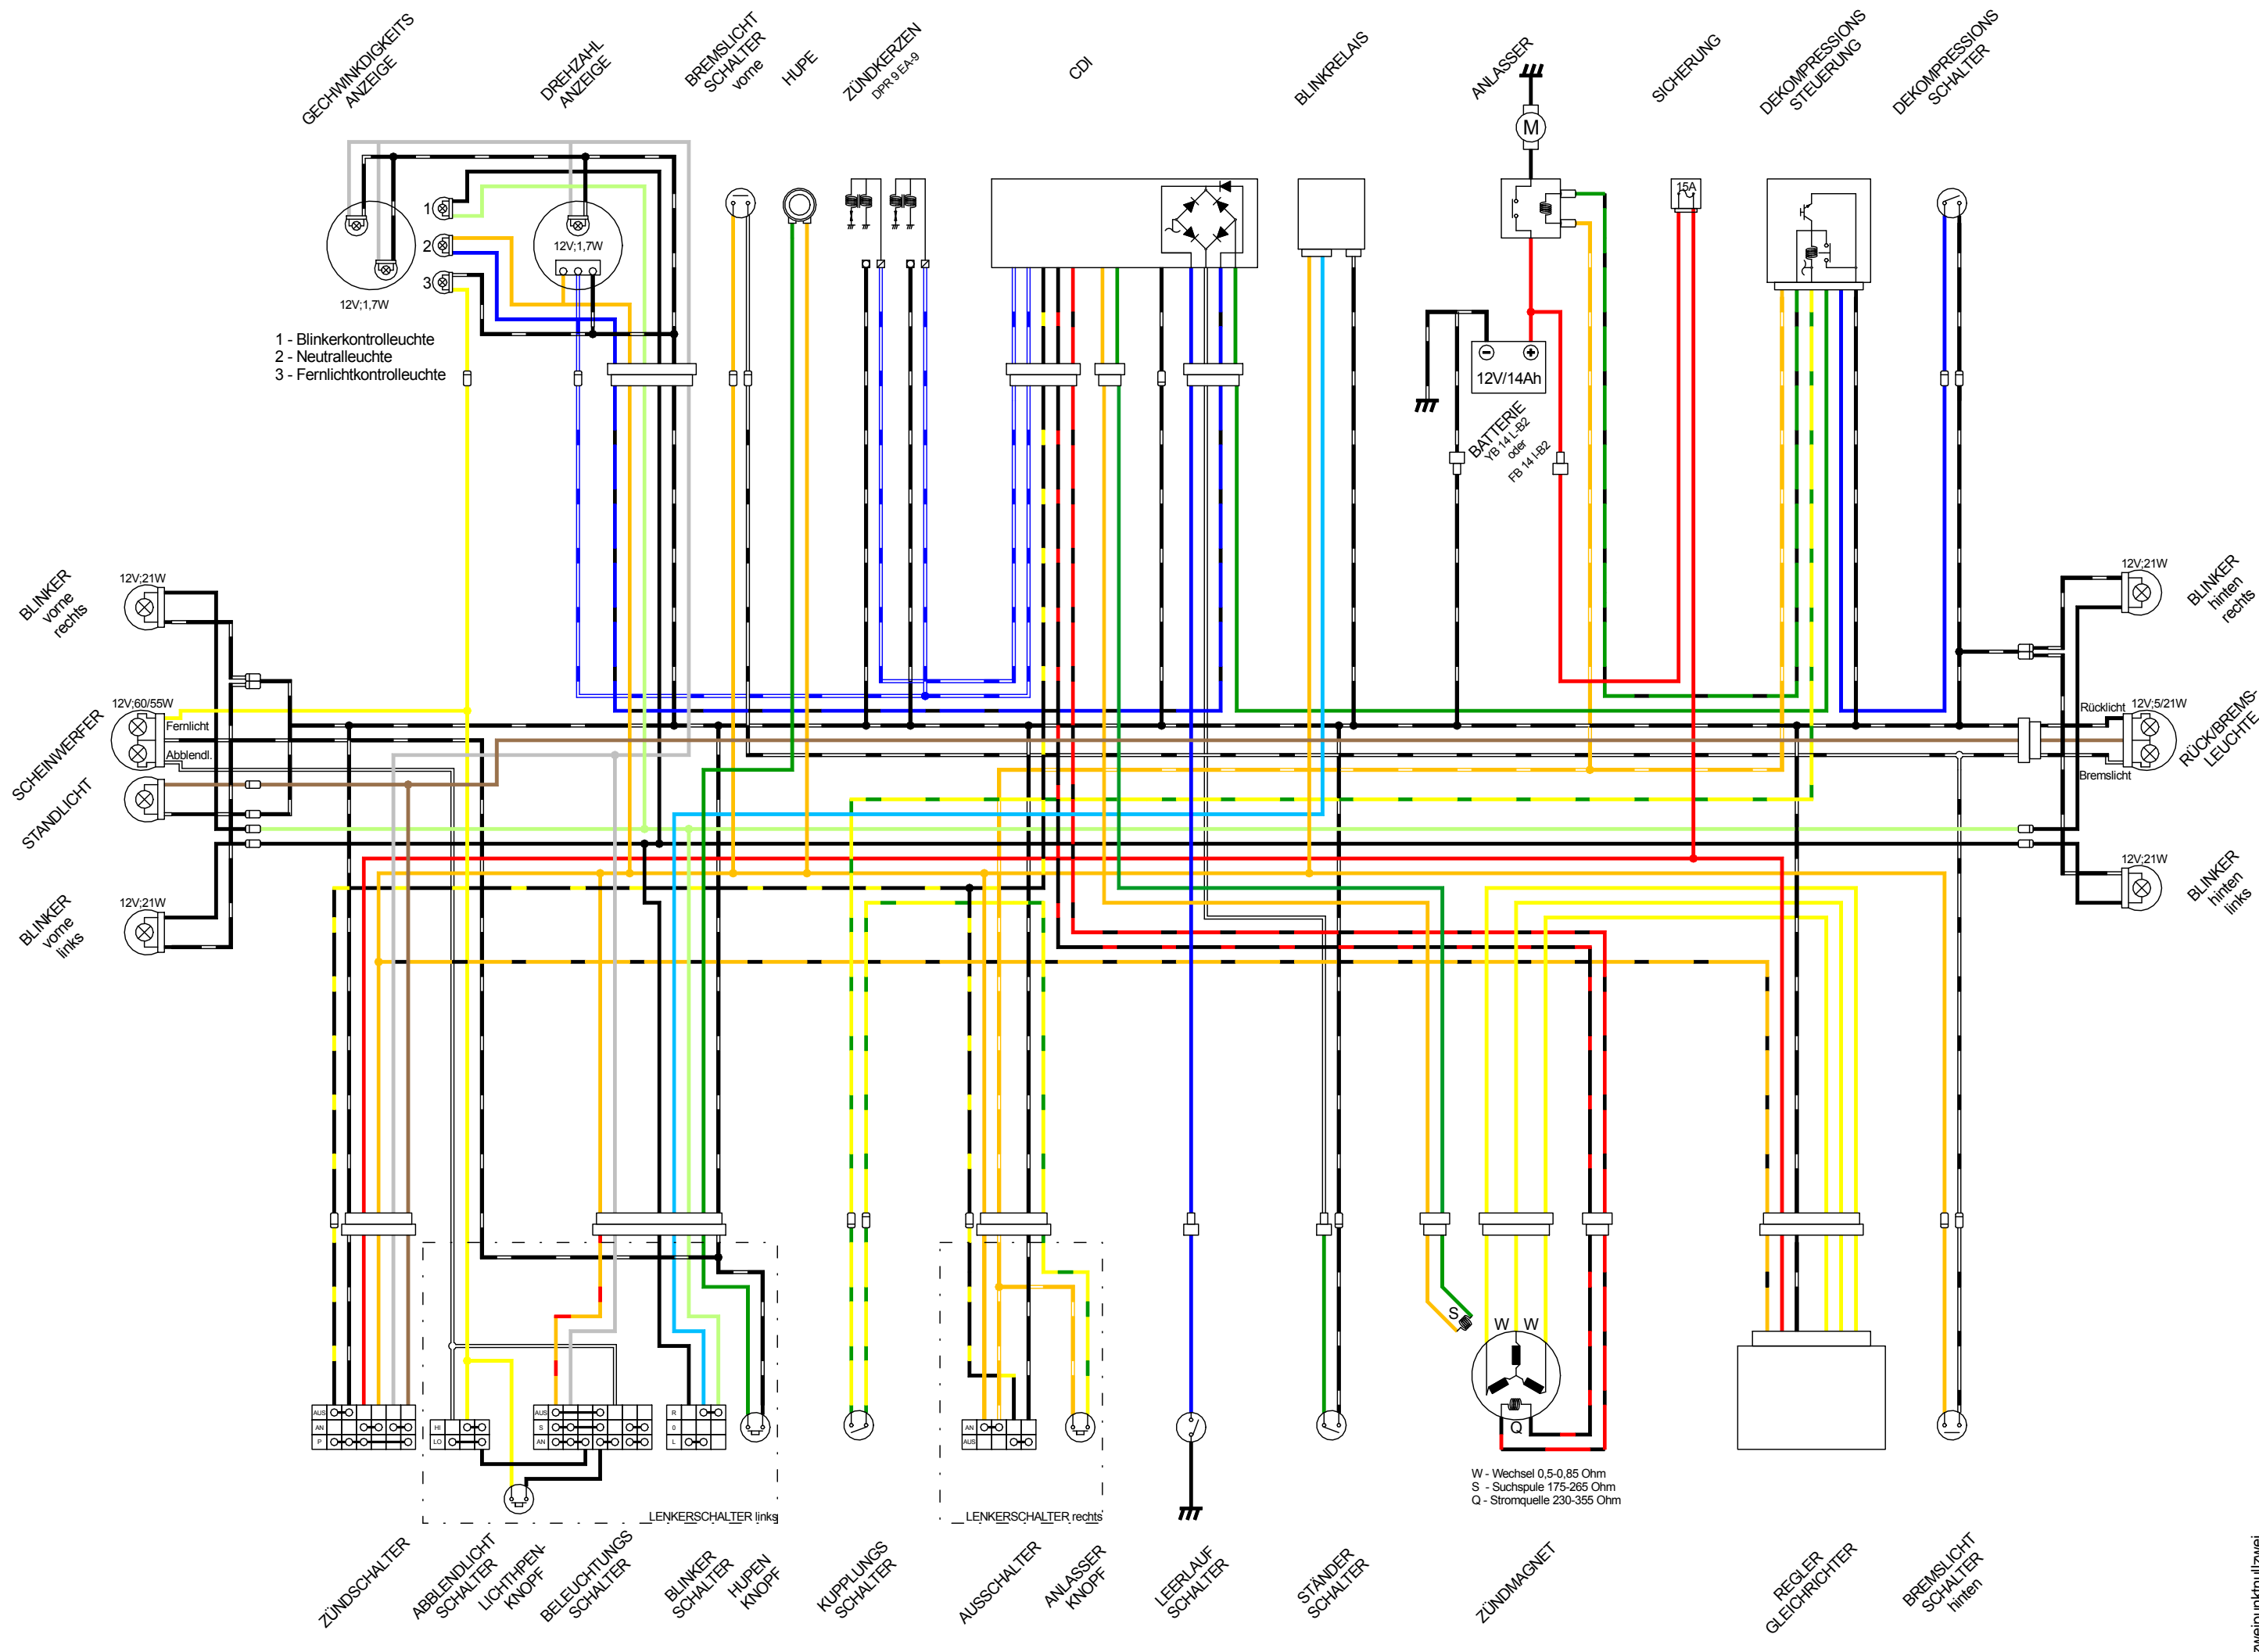 GECHWINKDIGKEITS
ANZEIGE
DREHZAHL
ANZEIGE
BREMSLICHT
SCHALTER
vorne
HUPE
ZÜNDKERZEN
DPR 9 EA-9
CDI
BLINKRELAIS
ANLASSER
SICHERUNG
DEKOMPRESSIONS
STEUERUNG
DEKOMPRESSIONS
SCHALTER
M
15A
1
2
3
12V;1,7W
12V;1,7W
1 - Blinkerkontrolleuchte
2 - Neutralleuchte
3 - Fernlichtkontrolleuchte
12V/14Ah
BATTERIE
YB 14 L-B2
oder
FB 14 l-B2
BLINKER
vorne
rechts
12V;21W
SCHEINWERFER
12V;60/55W
Fernlicht
Abblendl.
STANDLICHT
BLINKER
vorne
links
12V;21W
12V;21W
BLINKER
hinten
rechts
Rücklicht
12V;5/21W
Bremslicht
RÜCK/BREMS-
LEUCHTE
12V;21W
BLINKER
hinten
links
AUS
AN
P
HI
LO
AUS
S
AN
R
0
L
AN
AUS
S
W
W
Q
LENKERSCHALTER links
LENKERSCHALTER rechts
W - Wechsel 0,5-0,85 Ohm
S - Suchspule 175-265 Ohm
Q - Stromquelle 230-355 Ohm
ZÜNDSCHALTER
ABBLENDLICHT
SCHALTER
LICHTHPEN-
KNOPF
BELEUCHTUNGS
SCHALTER
BLINKER
SCHALTER
HUPEN
KNOPF
KUPPLUNGS
SCHALTER
AUSSCHALTER
ANLASSER
KNOPF
LEERLAUF
SCHALTER
STÄNDER
SCHALTER
ZÜNDMAGNET
REGLER
GLEICHRICHTER
BREMSLICHT
SCHALTER
hinten
zweipunktnullzwei